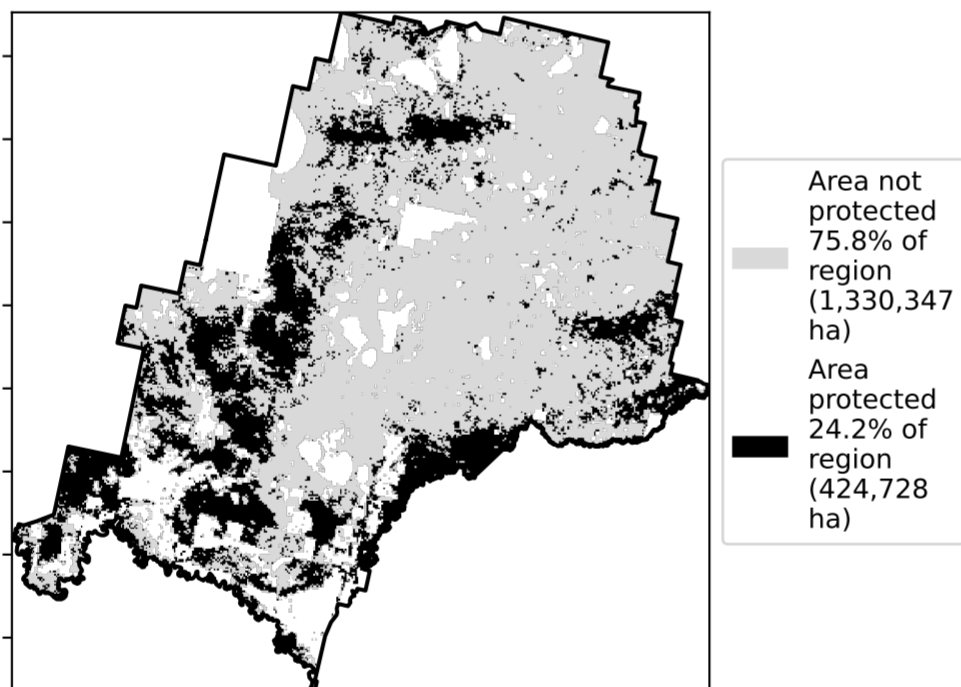 Area not
protected
75.8% of
region
(1,330,347
ha)
Area
protected
24.2% of
region
(424,728
ha)